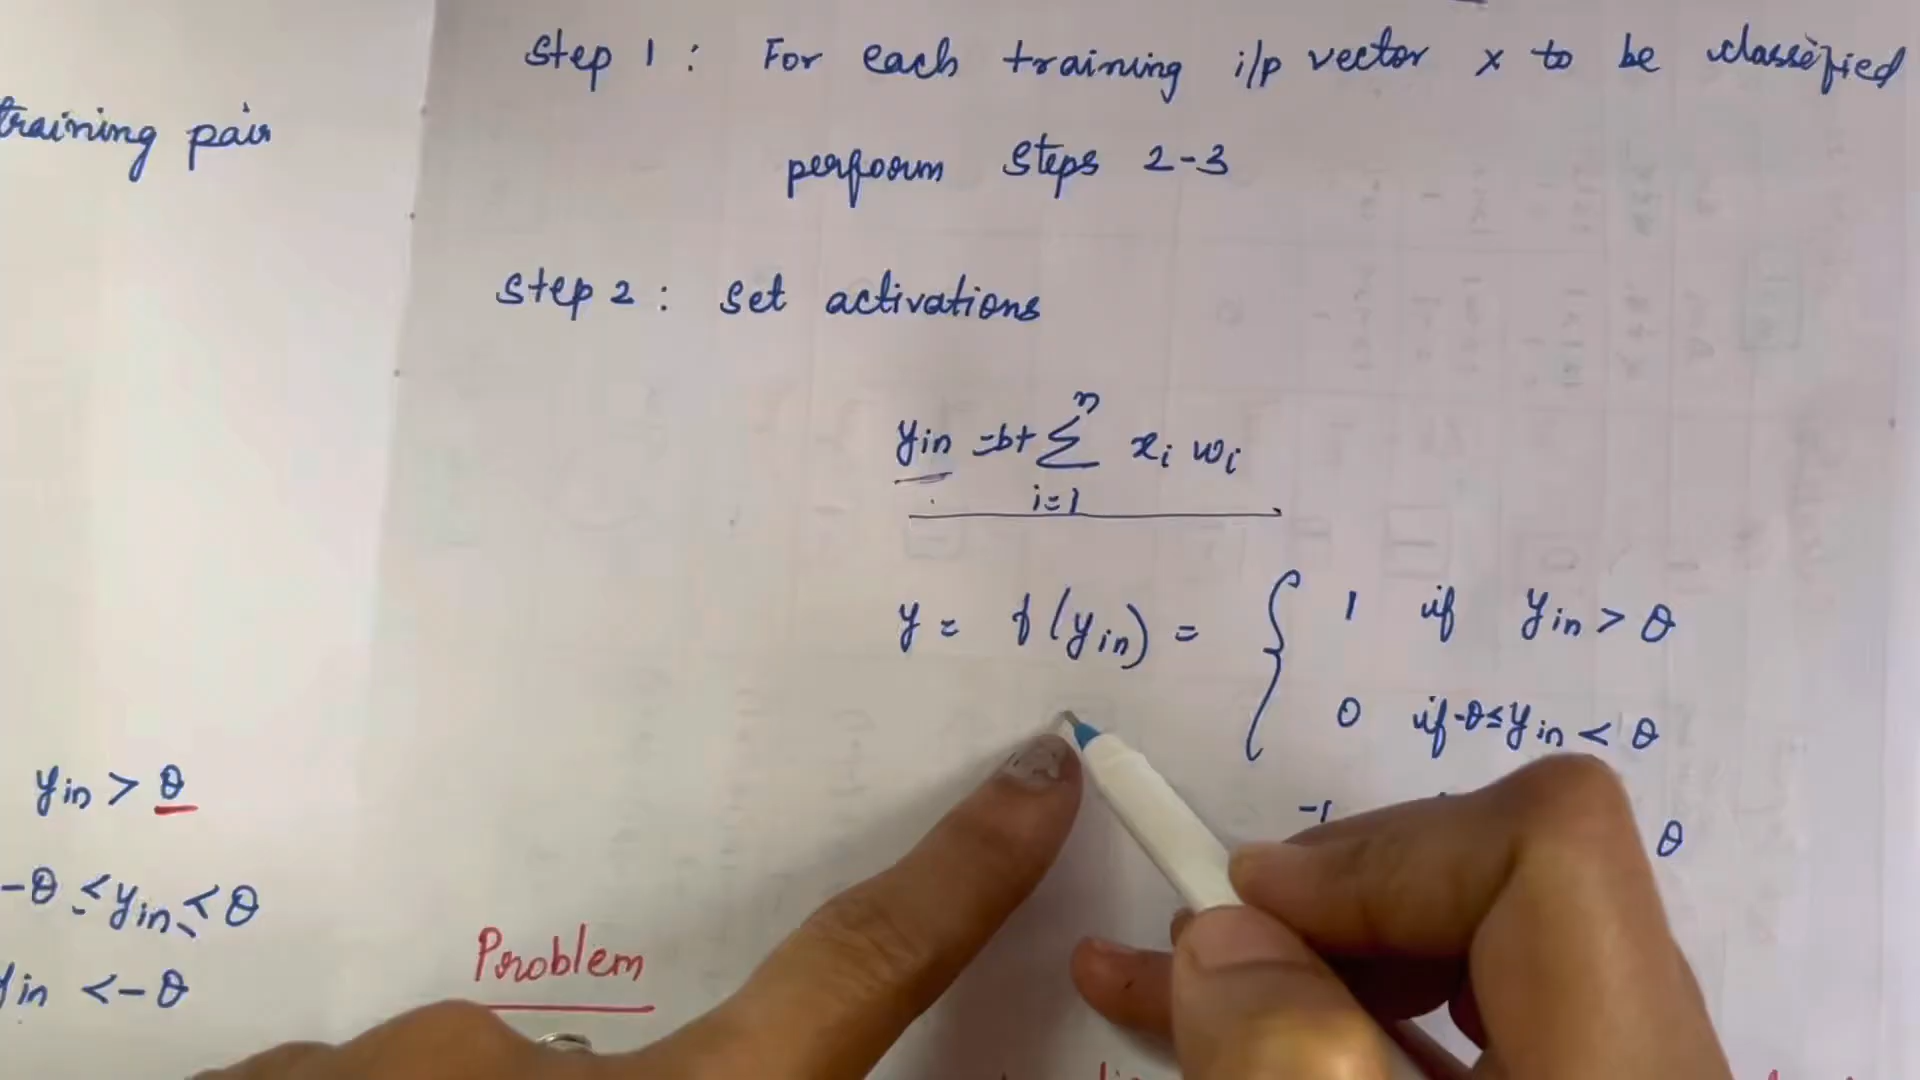 training pair
yin > θ
-θ ≤ yin ≤ θ
yin < -θ
Step 1 : For each training i/p vector x to be classified
perform Steps 2-3
Step 2 : Set activations
yin = b+ ∑ xi wi
n
i=1
y = f(yin) = { 1 if yin > θ
0 if -θ≤yin < θ
-1 θ
Problem